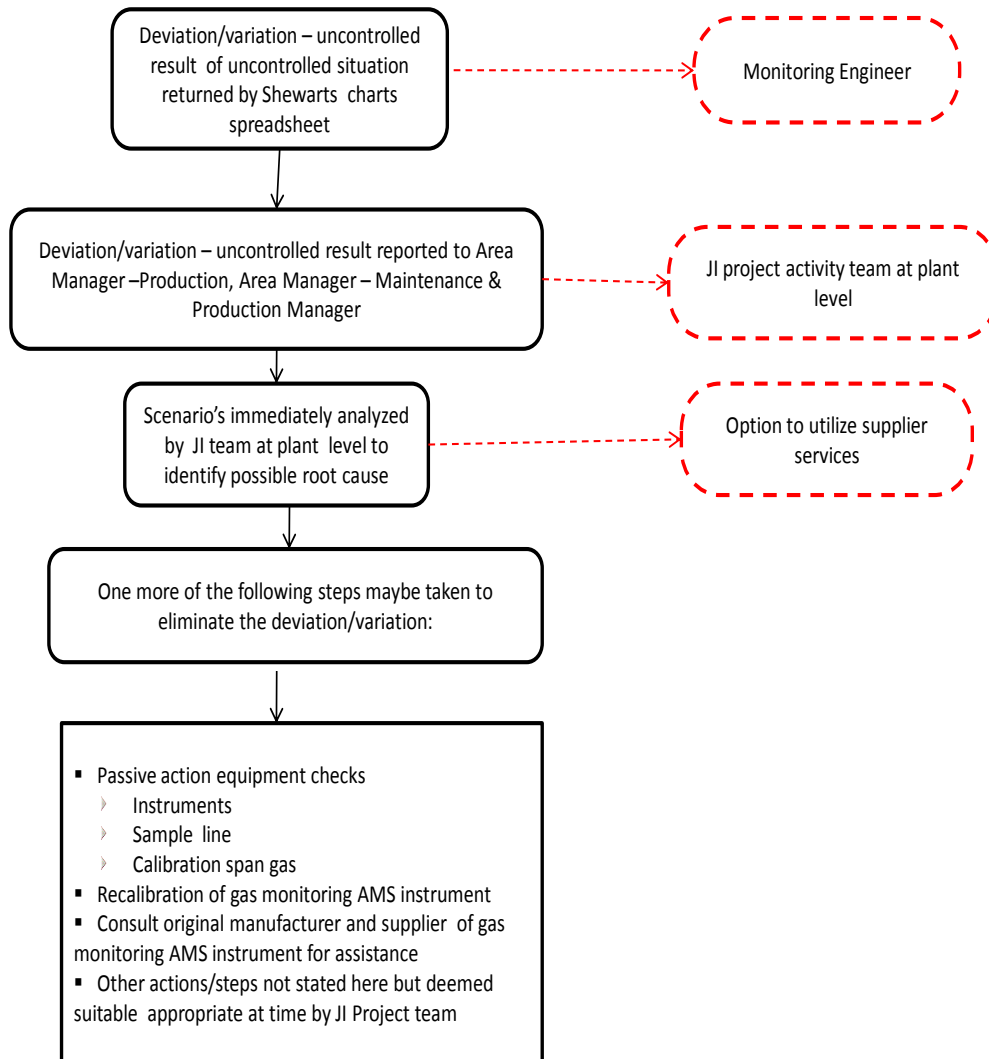 Deviation/variation – uncontrolled
result of uncontrolled situation
returned by Shewarts charts
spreadsheet
Monitoring Engineer
Deviation/variation – uncontrolled result reported to Area
Manager –Production, Area Manager – Maintenance &
Production Manager
JI project activity team at plant
level
Scenario's immediately analyzed
by JI team at plant level to
identify possible root cause
Option to utilize supplier
services
One more of the following steps maybe taken to
eliminate the deviation/variation:
▪ Passive action equipment checks
Instruments
Sample line
Calibration span gas
▪ Recalibration of gas monitoring AMS instrument
▪ Consult original manufacturer and supplier of gas
monitoring AMS instrument for assistance
▪ Other actions/steps not stated here but deemed
suitable appropriate at time by JI Project team